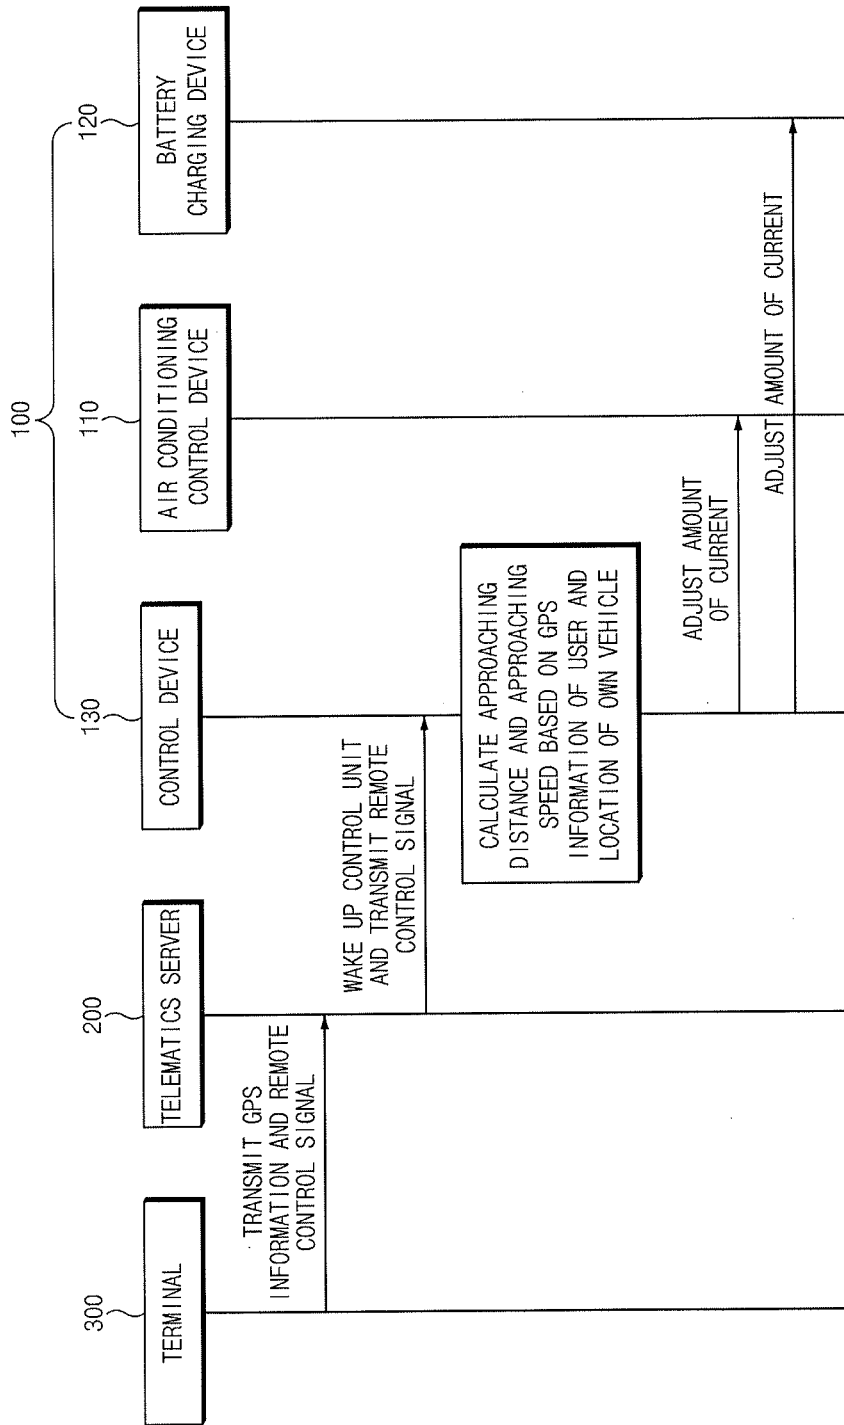 100
300
200
130
110
120
TERMINAL
TELEMATICS SERVER
CONTROL DEVICE
AIR CONDITIONING
CONTROL DEVICE
BATTERY
CHARGING DEVICE
TRANSMIT GPS
INFORMATION AND REMOTE
CONTROL SIGNAL
WAKE UP CONTROL UNIT
AND TRANSMIT REMOTE
CONTROL SIGNAL
CALCULATE APPROACHING
DISTANCE AND APPROACHING
SPEED BASED ON GPS
INFORMATION OF USER AND
LOCATION OF OWN VEHICLE
ADJUST AMOUNT
OF CURRENT
ADJUST AMOUNT OF CURRENT